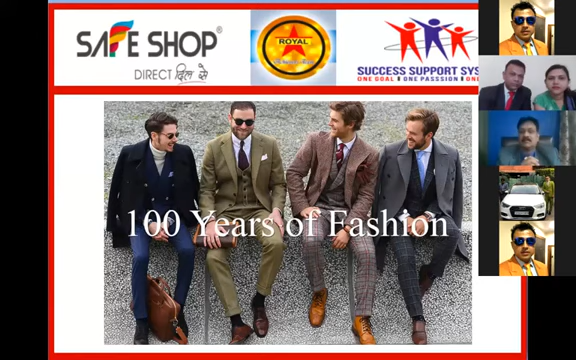 SAFE SHOP®
DIRECT दिल से
ROYAL
SUCCESS SUPPORT SYS
ONE GOAL | ONE PASSION | ONE
100 Years of Fashion